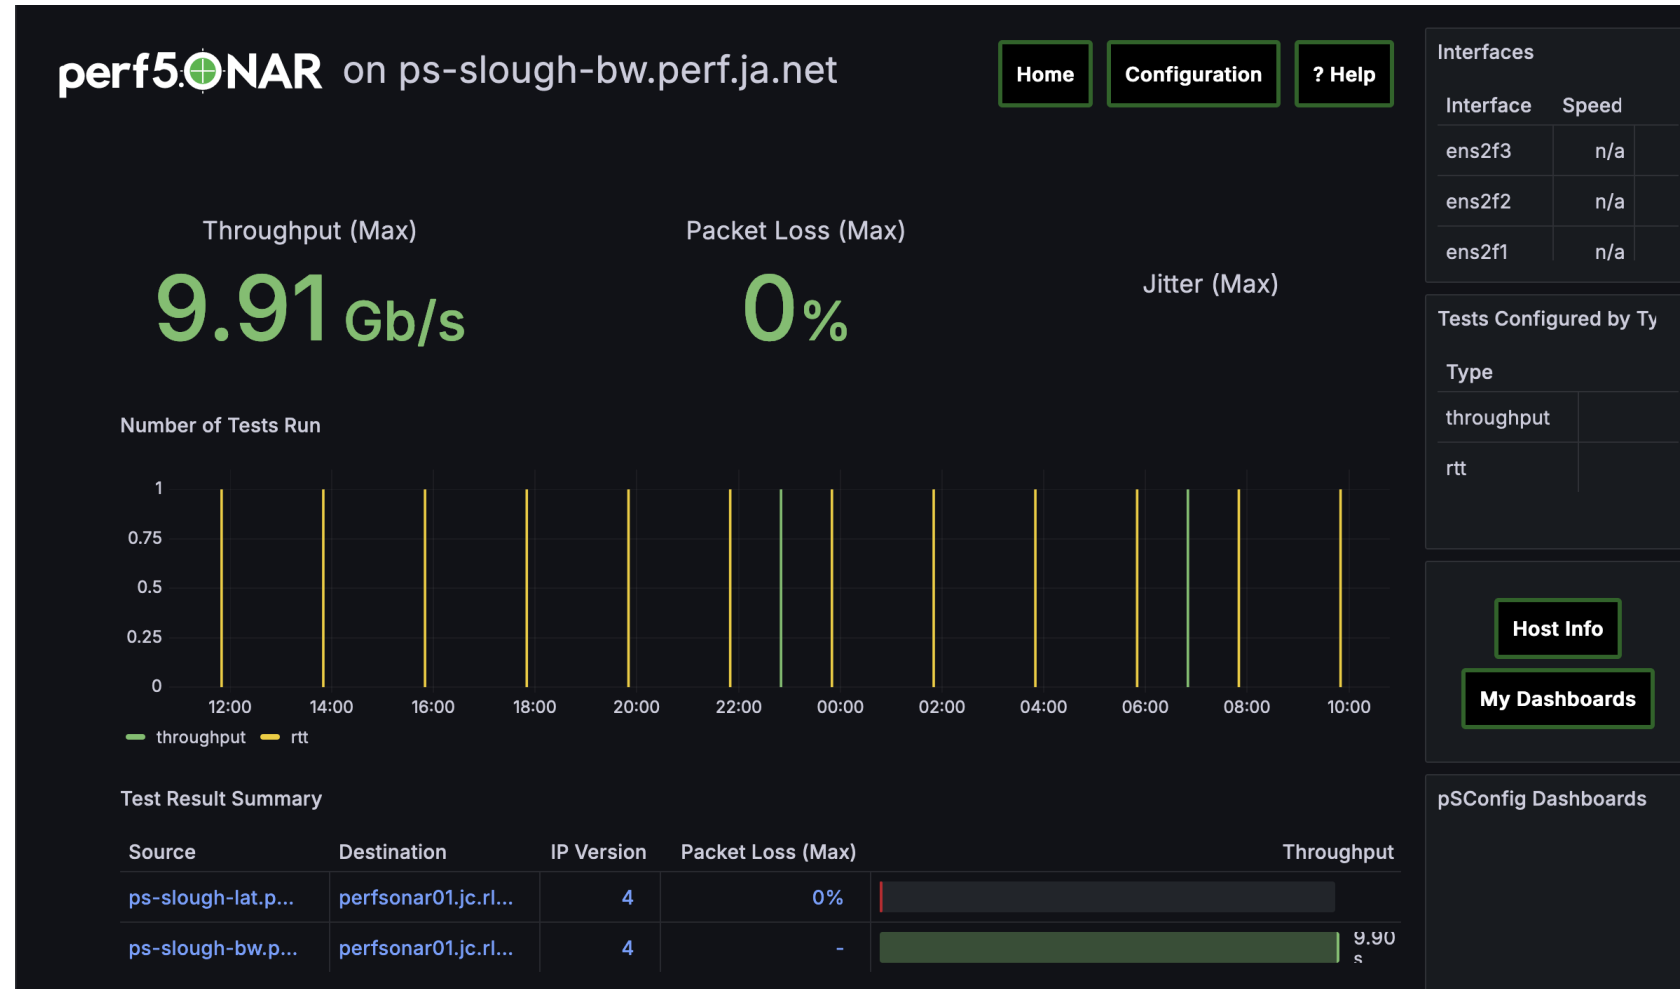 perfSONAR on ps-slough-bw.perf.ja.net
Home
Configuration
? Help
Throughput (Max)
9.91 Gb/s
Packet Loss (Max)
0%
Jitter (Max)
Number of Tests Run
1
0.75
0.5
0.25
0
12:00 14:00 16:00 18:00 20:00 22:00 00:00 02:00 04:00 06:00 08:00 10:00
throughput rtt
Test Result Summary
Source Destination IP Version Packet Loss (Max) Throughput
ps-slough-lat.p... perfsonar01.jc.rl... 4 0%
ps-slough-bw.p... perfsonar01.jc.rl... 4 - 9.90
s
Interfaces
Interface Speed
ens2f3 n/a
ens2f2 n/a
ens2f1 n/a
Tests Configured by Ty
Type
throughput
rtt
Host Info
My Dashboards
pSConfig Dashboards